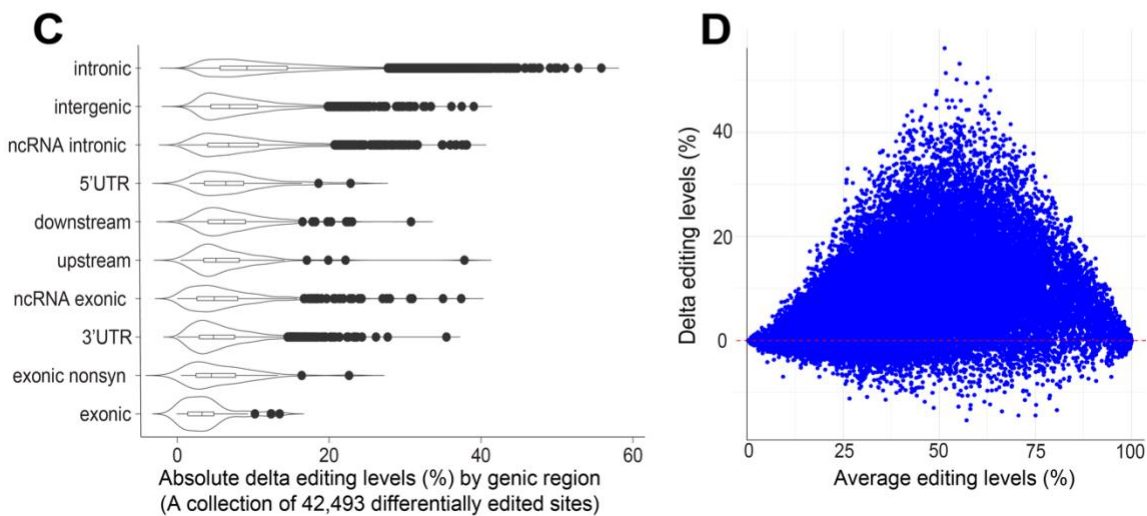 C
intronic
intergenic
ncRNA intronic
5'UTR
downstream
upstream
ncRNA exonic
3'UTR
exonic nonsyn
exonic
0 20 40 60
Absolute delta editing levels (%) by genic region
(A collection of 42,493 differentially edited sites)
D
Delta editing levels (%)
40
20
0
0 25 50 75 100
Average editing levels (%)